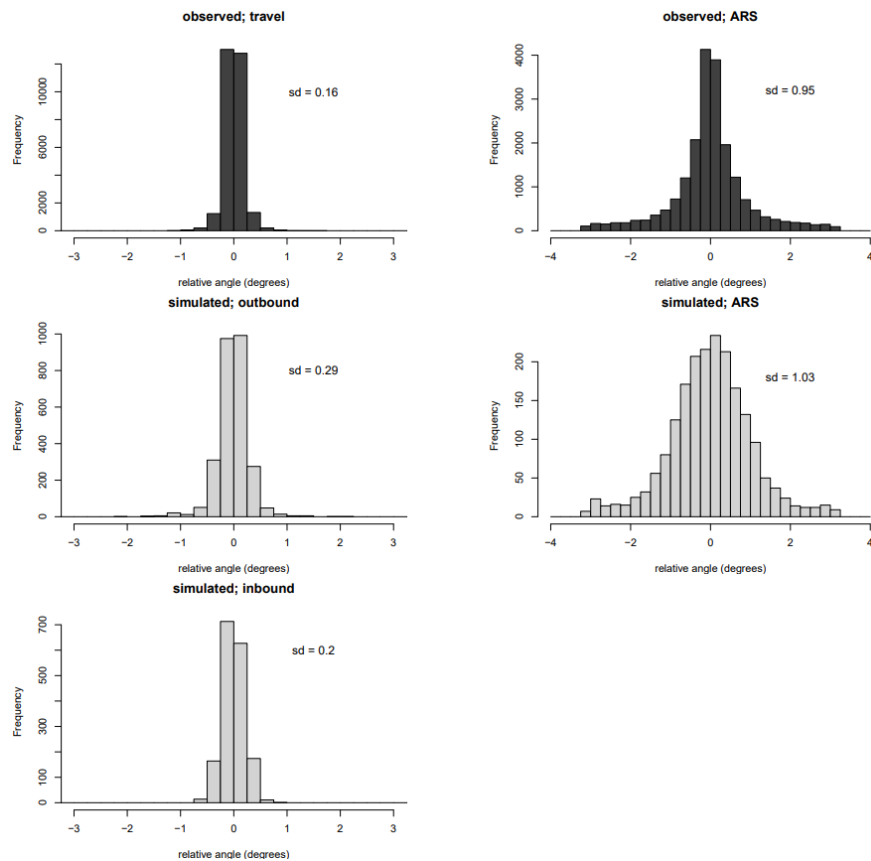 observed; travel
sd = 0.16
Frequency
0 2000 6000 10000
−3 −2 −1 0 1 2 3
relative angle (degrees)
observed; ARS
sd = 0.95
Frequency
0 1000 2000 3000 4000
−4 −2 0 2 4
relative angle (degrees)
simulated; outbound
sd = 0.29
Frequency
0 200 400 600 800 1000
−3 −2 −1 0 1 2 3
relative angle (degrees)
simulated; ARS
sd = 1.03
Frequency
0 50 100 150 200
−4 −2 0 2 4
relative angle (degrees)
simulated; inbound
sd = 0.2
Frequency
0 100 300 500 700
−3 −2 −1 0 1 2 3
relative angle (degrees)